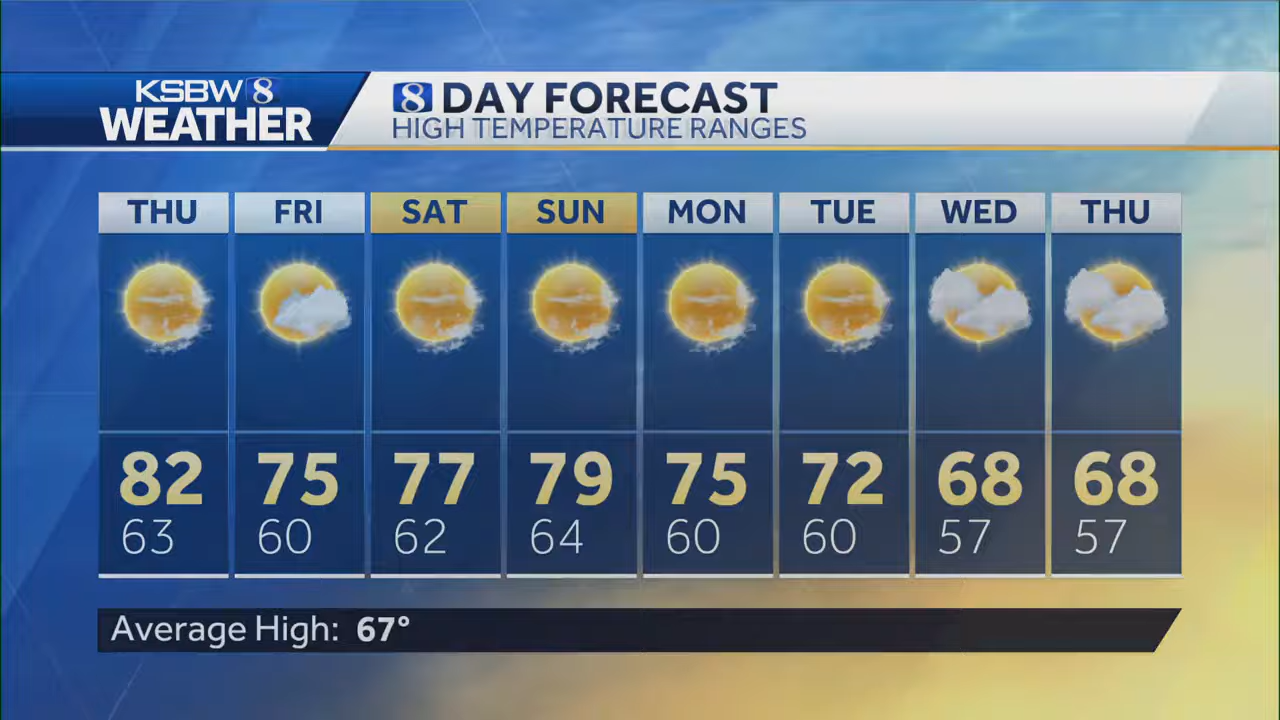 KSBW 8
WEATHER
8 DAY FORECAST
HIGH TEMPERATURE RANGES
THU FRI SAT SUN MON TUE WED THU
82 75 77 79 75 72 68 68
63 60 62 64 60 60 57 57
Average High: 67°